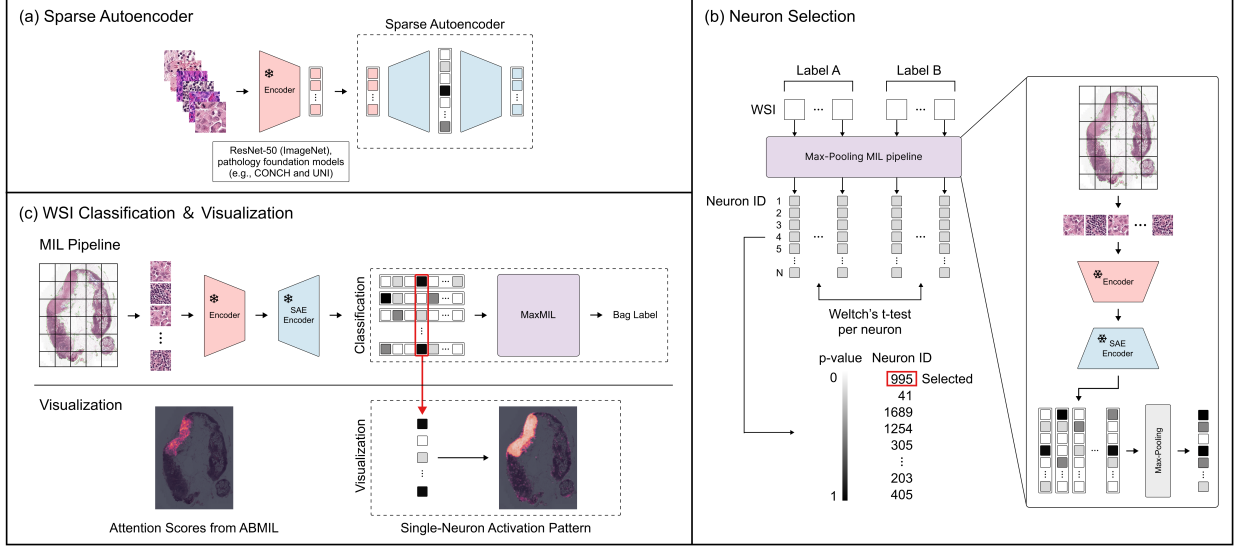 (a) Sparse Autoencoder
Sparse Autoencoder
Encoder
ResNet-50 (ImageNet),
pathology foundation models
(e.g., CONCH and UNI)
(c) WSI Classification & Visualization
MIL Pipeline
Encoder
SAE
Encoder
Classification
MaxMIL
Bag Label
Visualization
Visualization
Attention Scores from ABMIL
Single-Neuron Activation Pattern
(b) Neuron Selection
Label A
Label B
WSI
Max-Pooling MIL pipeline
Neuron ID
1
2
3
4
5
N
Weltch's t-test
per neuron
p-value
Neuron ID
0
995 Selected
41
1689
1254
305
203
1
405
Encoder
SAE
Encoder
Max-Pooling